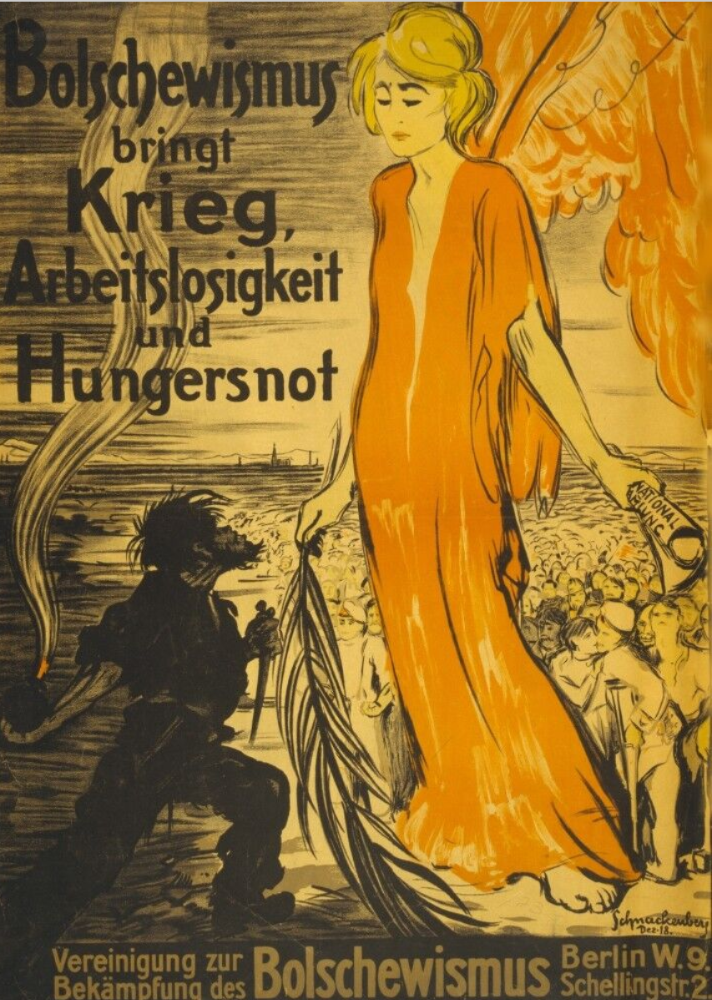 Bolschewismus
bringt
Krieg,
Arbeitslosigkeit
und
Hungersnot
NATIONAL
Schnackenberg
Dez-18.
Vereinigung zur
Bekämpfung des
Bolschewismus
Berlin W. 9.
Schellingstr. 2